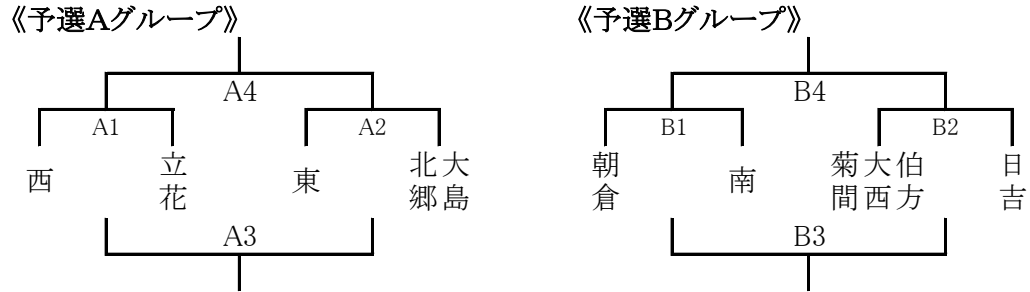 《予選Aグループ》
A4
A1
A2
西
立花
東
大島
北郷
A3
《予選Bグループ》
B4
B1
B2
朝倉
南
伯方
大西
菊間
日吉
B3